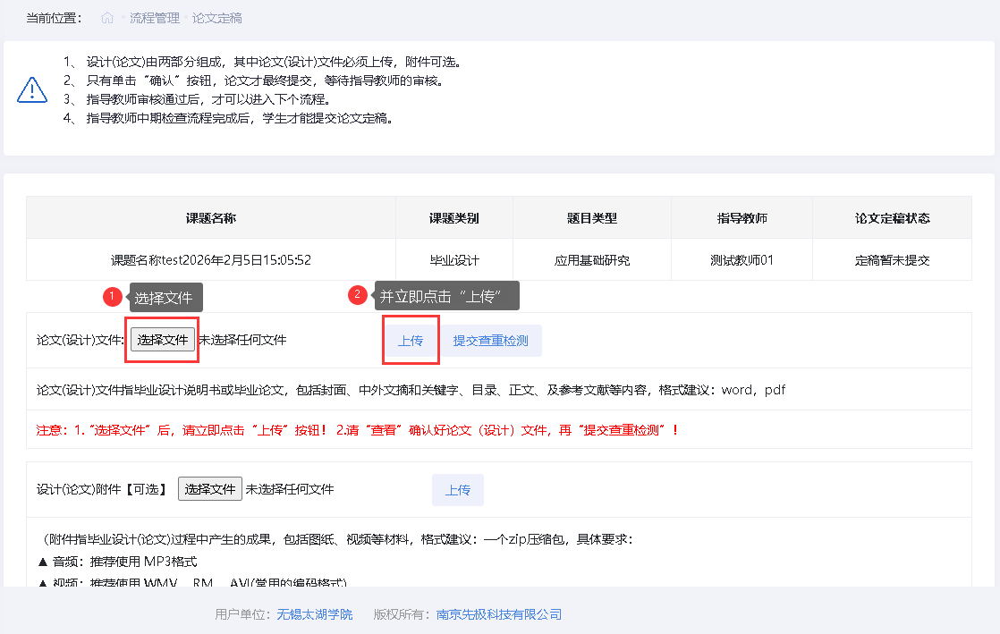 当前位置： 流程管理 论文定稿
1、 设计(论文)由两部分组成，其中论文(设计)文件必须上传，附件可选。
2、 只有单击“确认”按钮，论文才最终提交，等待指导教师的审核。
3、 指导教师审核通过后，才可以进入下个流程。
4、 指导教师中期检查流程完成后，学生才能提交论文定稿。
课题名称 课题类别 题目类型 指导教师 论文定稿状态
课题名称test2026年2月5日15:05:52 毕业设计 应用基础研究 测试教师01 定稿暂未提交
1 选择文件 2 并立即点击“上传”
论文(设计)文件: 选择文件 未选择任何文件 上传 提交查重检测
论文(设计)文件指毕业设计说明书或毕业论文，包括封面、中外文摘和关键字、目录、正文、及参考文献等内容，格式建议：word，pdf
注意：1.“选择文件”后，请立即点击“上传”按钮！ 2.请“查看”确认好论文（设计）文件，再“提交查重检测”！
设计(论文)附件【可选】 选择文件 未选择任何文件 上传
（附件指毕业设计(论文)过程中产生的成果，包括图纸、视频等材料，格式建议：一个zip压缩包，具体要求：
▲ 音频：推荐使用 MP3格式
▲ 视频：推荐使用 WMV 、RM 、 AVI(常用的编码格式)
用户单位：无锡太湖学院 版权所有：南京先极科技有限公司